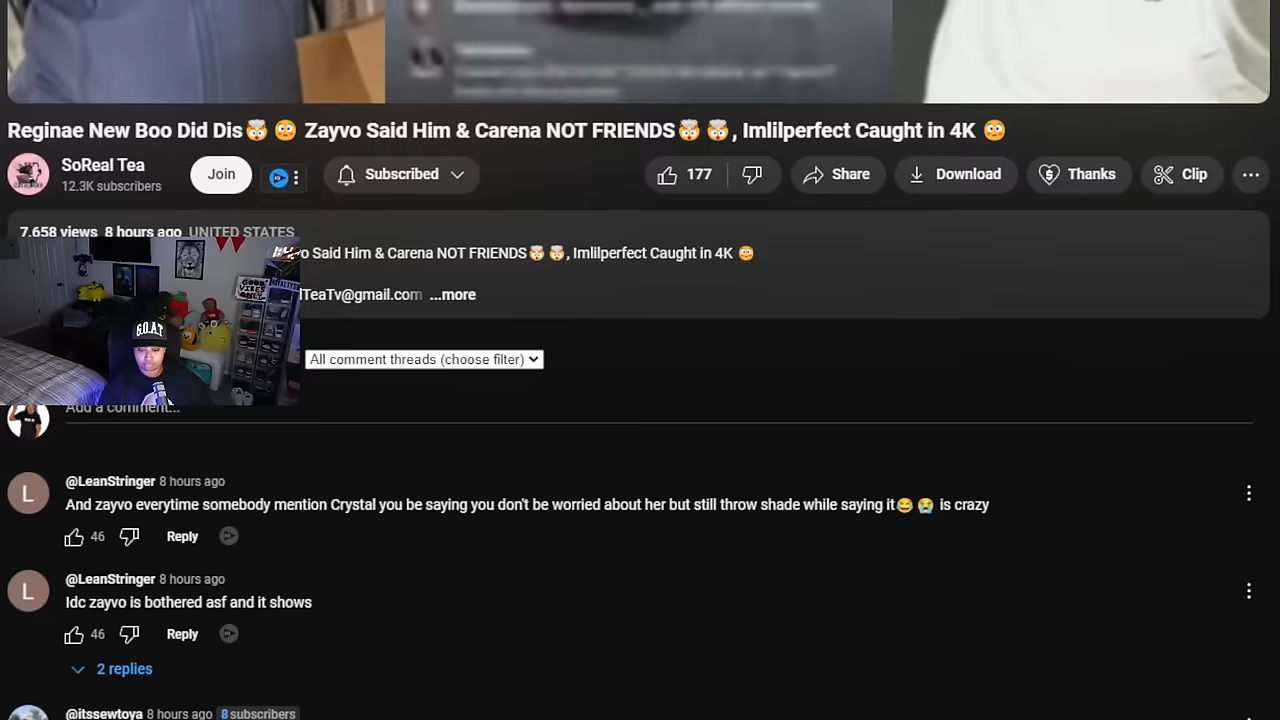 Reginae New Boo Did Dis🤯 😳 Zayvo Said Him & Carena NOT FRIENDS🤯 🤯, Imlilperfect Caught in 4K 😳
SoReal Tea
12.3K subscribers
Join
Subscribed
177
Share
Download
Thanks
Clip
7,658 views 8 hours ago UNITED STATES
o Said Him & Carena NOT FRIENDS🤯 🤯, Imlilperfect Caught in 4K 😳
lTeaTv@gmail.com ...more
GOOD VIBES ONLY
G.O.A.T
All comment threads (choose filter)
Add a comment...
@LeanStringer 8 hours ago
And zayvo everytime somebody mention Crystal you be saying you don't be worried about her but still throw shade while saying it😂 😭 is crazy
46 Reply
@LeanStringer 8 hours ago
Idc zayvo is bothered asf and it shows
46 Reply
2 replies
@itssewtoya 8 hours ago 8 subscribers